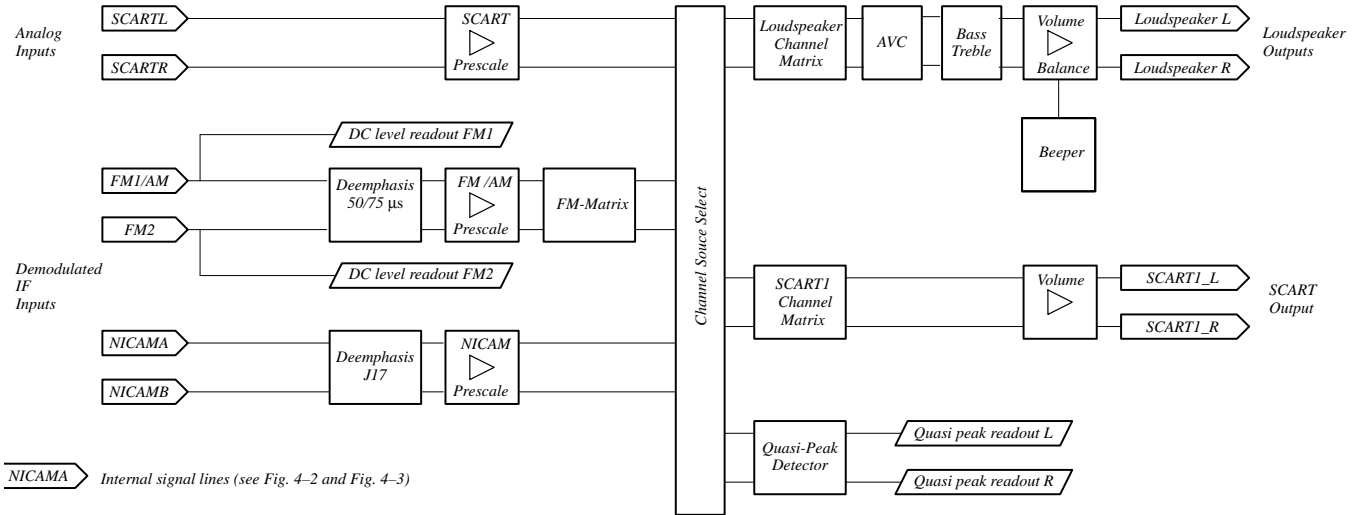 Analog
Inputs
SCARTL
SCARTR
SCART
Prescale
DC level readout FM1
FM1/AM
FM2
Deemphasis
50/75 µs
FM /AM
Prescale
FM-Matrix
DC level readout FM2
Demodulated
IF
Inputs
NICAMA
NICAMB
Deemphasis
J17
NICAM
Prescale
NICAMA
Internal signal lines (see Fig. 4–2 and Fig. 4–3)
Channel Souce Select
Loudspeaker
Channel
Matrix
AVC
Bass
Treble
Volume
Balance
Beeper
Loudspeaker L
Loudspeaker R
Loudspeaker
Outputs
SCART1
Channel
Matrix
Volume
SCART1_L
SCART1_R
SCART
Output
Quasi-Peak
Detector
Quasi peak readout L
Quasi peak readout R